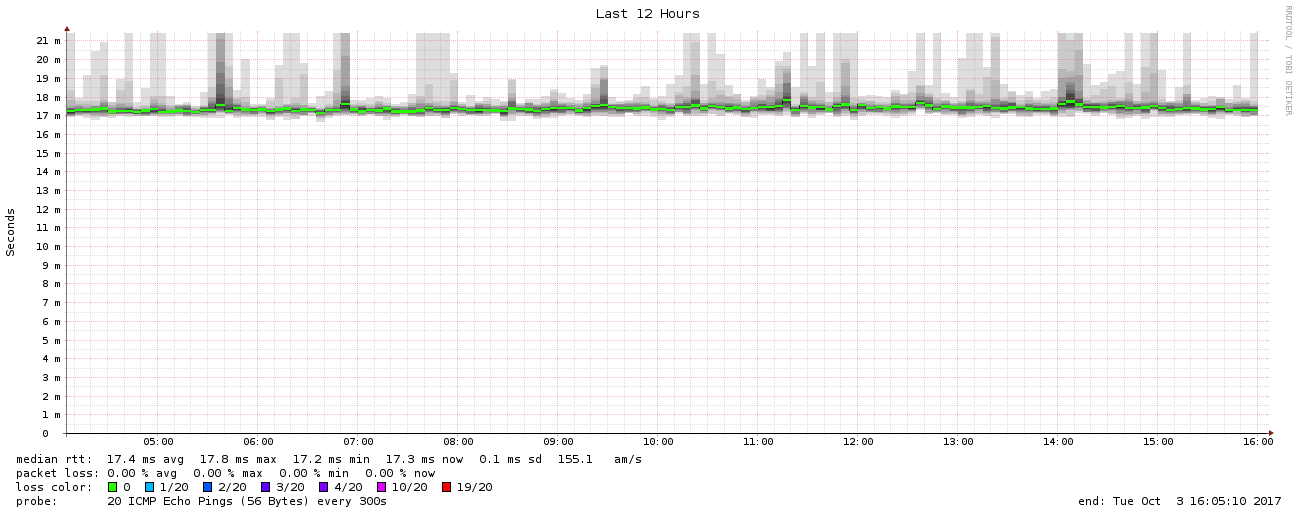 Last 12 Hours
RRDTOOL / TOBI OETIKER
Seconds
21 m
20 m
19 m
18 m
17 m
16 m
15 m
14 m
13 m
12 m
11 m
10 m
9 m
8 m
7 m
6 m
5 m
4 m
3 m
2 m
1 m
0
05:00 06:00 07:00 08:00 09:00 10:00 11:00 12:00 13:00 14:00 15:00 16:00
median rtt: 17.4 ms avg 17.8 ms max 17.2 ms min 17.3 ms now 0.1 ms sd 155.1 am/s
packet loss: 0.00 % avg 0.00 % max 0.00 % min 0.00 % now
loss color: 0 1/20 2/20 3/20 4/20 10/20 19/20
probe: 20 ICMP Echo Pings (56 Bytes) every 300s end: Tue Oct 3 16:05:10 2017